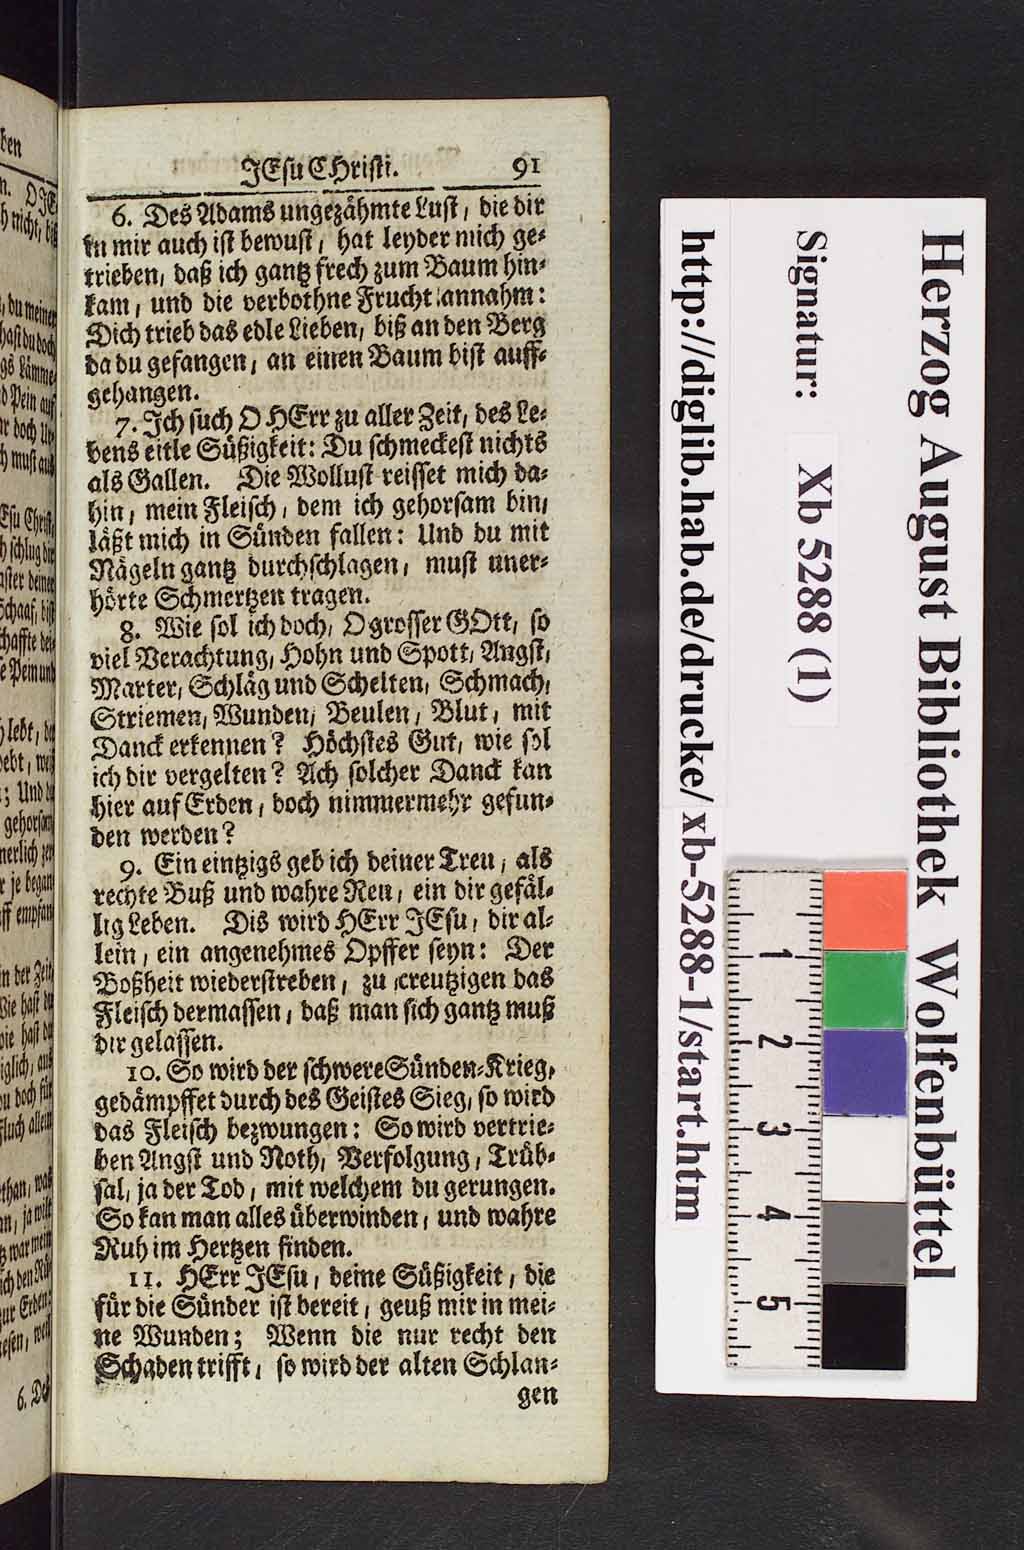 JEsu CHristi. 91
6. Des Adams ungezåhmte Lust, die dir
in mir auch ist bewust, hat leyder mich ge-
trieben, daß ich gantz frech zum Baum hin-
kam, und die verbothne Frucht annahm:
Dich trieb das edle Lieben, biß an den Berg
da du gefangen, an einen Baum bist auff-
gehangen.
7. Ich such O HErr zu aller Zeit, des Le-
bens eitle Süßigkeit: Du schmeckest nichts
als Gallen. Die Wollust reisset mich da-
hin, mein Fleisch, dem ich gehorsam bin,
låßt mich in Sünden fallen: Und du mit
Någeln gantz durchschlagen, must uner-
hörte Schmertzen tragen.
8. Wie sol ich doch, O grosser GOtt, so
viel Verachtung, Hohn und Spott, Angst,
Marter, Schlåg und Schelten, Schmach,
Striemen, Wunden, Beulen, Blut, mit
Danck erkennen? Höchstes Gut, wie sol
ich dir vergelten? Ach solcher Danck kan
hier auf Erden, doch nimmermehr gefun-
den werden?
9. Ein eintzigs geb ich deiner Treu, als
rechte Buß und wahre Reu, ein dir gefål-
lig Leben. Dis wird HErr JEsu, dir al-
lein, ein angenehmes Opffer seyn: Der
Boßheit wiederstreben, zu creutzigen das
Fleisch dermassen, daß man sich gantz muß
dir gelassen.
10. So wird der schwere Sünden-Krieg,
gedåmpffet durch des Geistes Sieg, so wird
das Fleisch bezwungen: So wird vertrie-
ben Angst und Noth, Verfolgung, Trüb-
sal, ja der Tod, mit welchem du gerungen.
So kan man alles überwinden, und wahre
Ruh im Hertzen finden.
11. HErr JEsu, deine Süßigkeit, die
für die Sünder ist bereit, geuß mir in mei-
ne Wunden; Wenn die nur recht den
Schaden trifft, so wird der alten Schlan-
gen
Herzog August Bibliothek Wolfenbüttel
Signatur: Xb 5288 (1)
http://diglib.hab.de/drucke/xb-5288-1/start.htm
1
2
3
4
5